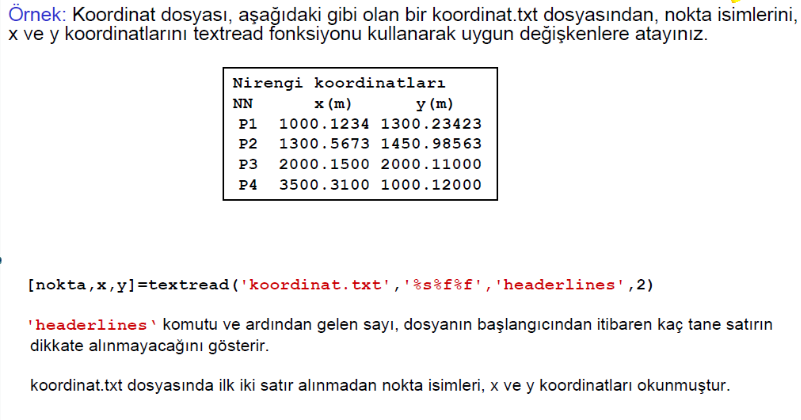 Örnek: Koordinat dosyası, aşağıdaki gibi olan bir koordinat.txt dosyasından, nokta isimlerini,
x ve y koordinatlarını textread fonksiyonu kullanarak uygun değişkenlere atayınız.
Nirengi koordinatları
NN x(m) y(m)
P1 1000.1234 1300.23423
P2 1300.5673 1450.98563
P3 2000.1500 2000.11000
P4 3500.3100 1000.12000
[nokta,x,y]=textread('koordinat.txt','%s%f%f','headerlines',2)
'headerlines‘ komutu ve ardından gelen sayı, dosyanın başlangıcından itibaren kaç tane satırın
dikkate alınmayacağını gösterir.
koordinat.txt dosyasında ilk iki satır alınmadan nokta isimleri, x ve y koordinatları okunmuştur.